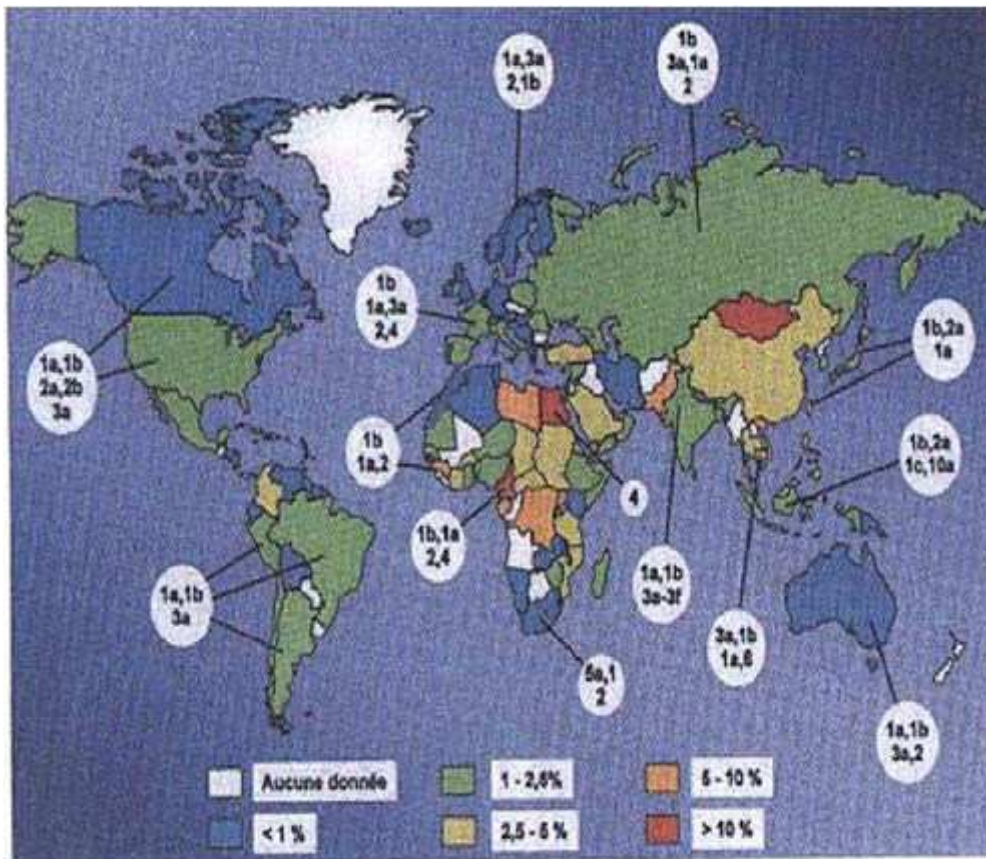 1a,3a
2,1b
1b
3a,1a
2
1b
1a,3a
2,4
1a,1b
2a,2b
3a
1b,2a
1a
1b
1a,2
1b,2a
1c,10a
4
1b,1a
2,4
1a,1b
3a
1a,1b
3a-3f
3a,1b
1a,6
5a,1
2
1a,1b
3a,2
Aucune donnée
1 - 2,5%
5 - 10 %
< 1 %
2,5 - 5 %
> 10 %